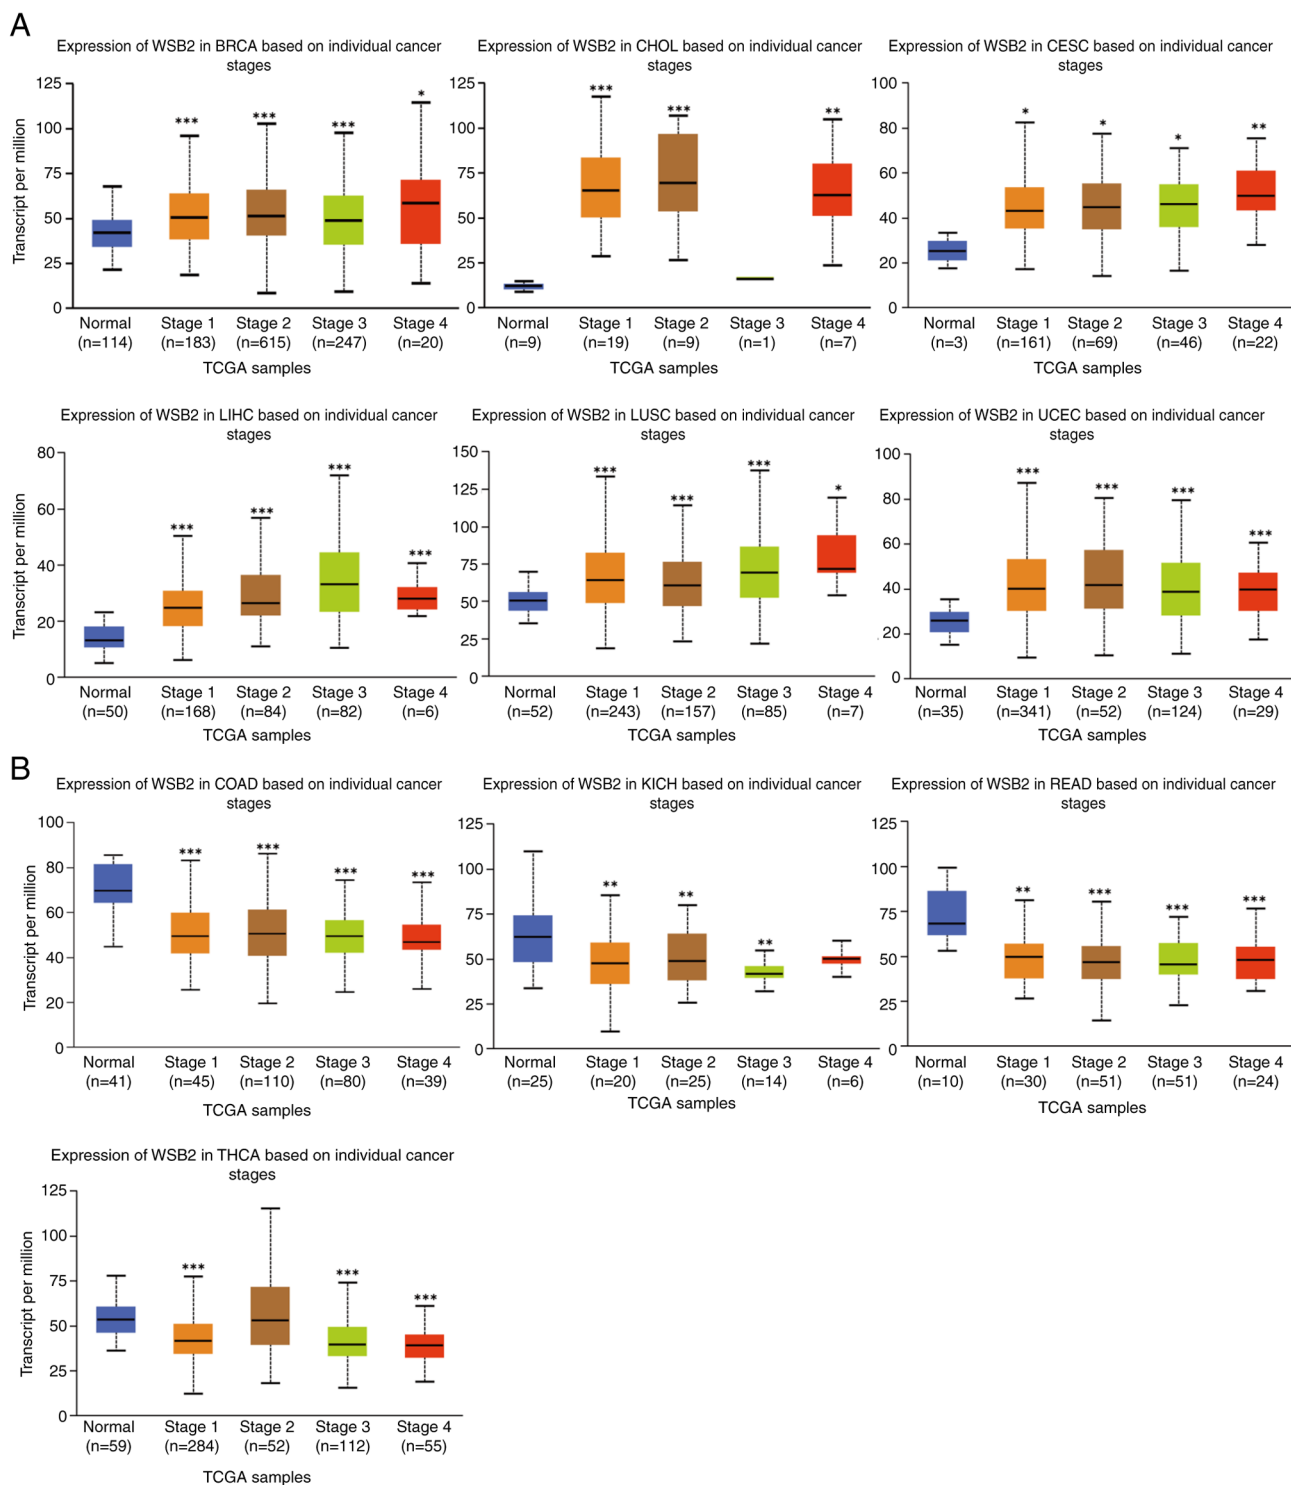 A
Expression of WSB2 in BRCA based on individual cancer
stages
Transcript per million
125
100
75
50
25
0
*** *** *** *
Normal Stage 1 Stage 2 Stage 3 Stage 4
(n=114) (n=183) (n=615) (n=247) (n=20)
TCGA samples
Expression of WSB2 in CHOL based on individual cancer
stages
125
100
75
50
25
0
*** *** **
Normal Stage 1 Stage 2 Stage 3 Stage 4
(n=9) (n=19) (n=9) (n=1) (n=7)
TCGA samples
Expression of WSB2 in CESC based on individual cancer
stages
100
80
60
40
20
0
* * * **
Normal Stage 1 Stage 2 Stage 3 Stage 4
(n=3) (n=161) (n=69) (n=46) (n=22)
TCGA samples
Expression of WSB2 in LIHC based on individual cancer
stages
Transcript per million
80
60
40
20
0
*** *** *** ***
Normal Stage 1 Stage 2 Stage 3 Stage 4
(n=50) (n=168) (n=84) (n=82) (n=6)
TCGA samples
Expression of WSB2 in LUSC based on individual cancer
stages
150
125
100
75
50
25
0
*** *** *** *
Normal Stage 1 Stage 2 Stage 3 Stage 4
(n=52) (n=243) (n=157) (n=85) (n=7)
TCGA samples
Expression of WSB2 in UCEC based on individual cancer
stages
100
80
60
40
20
0
*** *** *** ***
Normal Stage 1 Stage 2 Stage 3 Stage 4
(n=35) (n=341) (n=52) (n=124) (n=29)
TCGA samples
B
Expression of WSB2 in COAD based on individual cancer
stages
Transcript per million
100
80
60
40
20
0
*** *** *** ***
Normal Stage 1 Stage 2 Stage 3 Stage 4
(n=41) (n=45) (n=110) (n=80) (n=39)
TCGA samples
Expression of WSB2 in KICH based on individual cancer
stages
125
100
75
50
25
0
** ** **
Normal Stage 1 Stage 2 Stage 3 Stage 4
(n=25) (n=20) (n=25) (n=14) (n=6)
TCGA samples
Expression of WSB2 in READ based on individual cancer
stages
125
100
75
50
25
0
** *** *** ***
Normal Stage 1 Stage 2 Stage 3 Stage 4
(n=10) (n=30) (n=51) (n=51) (n=24)
TCGA samples
Expression of WSB2 in THCA based on individual cancer
stages
Transcript per million
125
100
75
50
25
0
*** *** ***
Normal Stage 1 Stage 2 Stage 3 Stage 4
(n=59) (n=284) (n=52) (n=112) (n=55)
TCGA samples